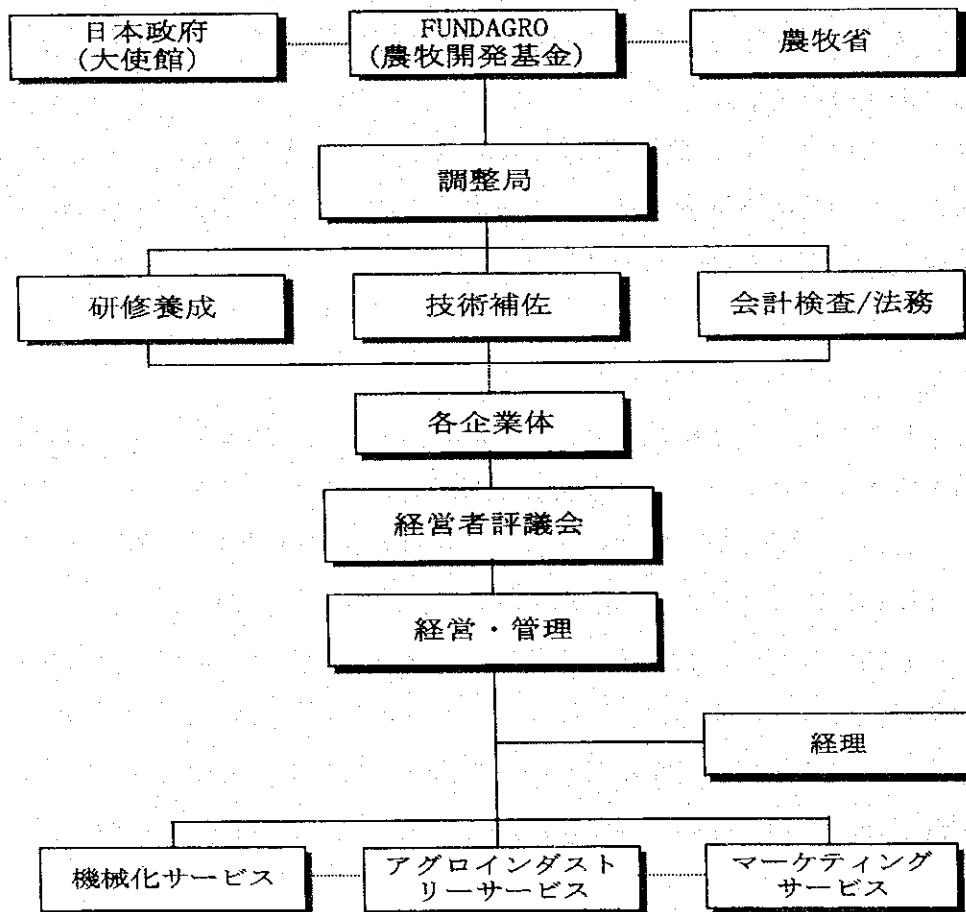 日本政府
(大使館)
FUNDAGRO
(農牧開発基金)
農牧省
調整局
研修養成
技術補佐
会計検査/法務
各企業体
経営者評議会
経営・管理
経理
機械化サービス
アグロインダスト
リーサービス
マーケティング
サービス